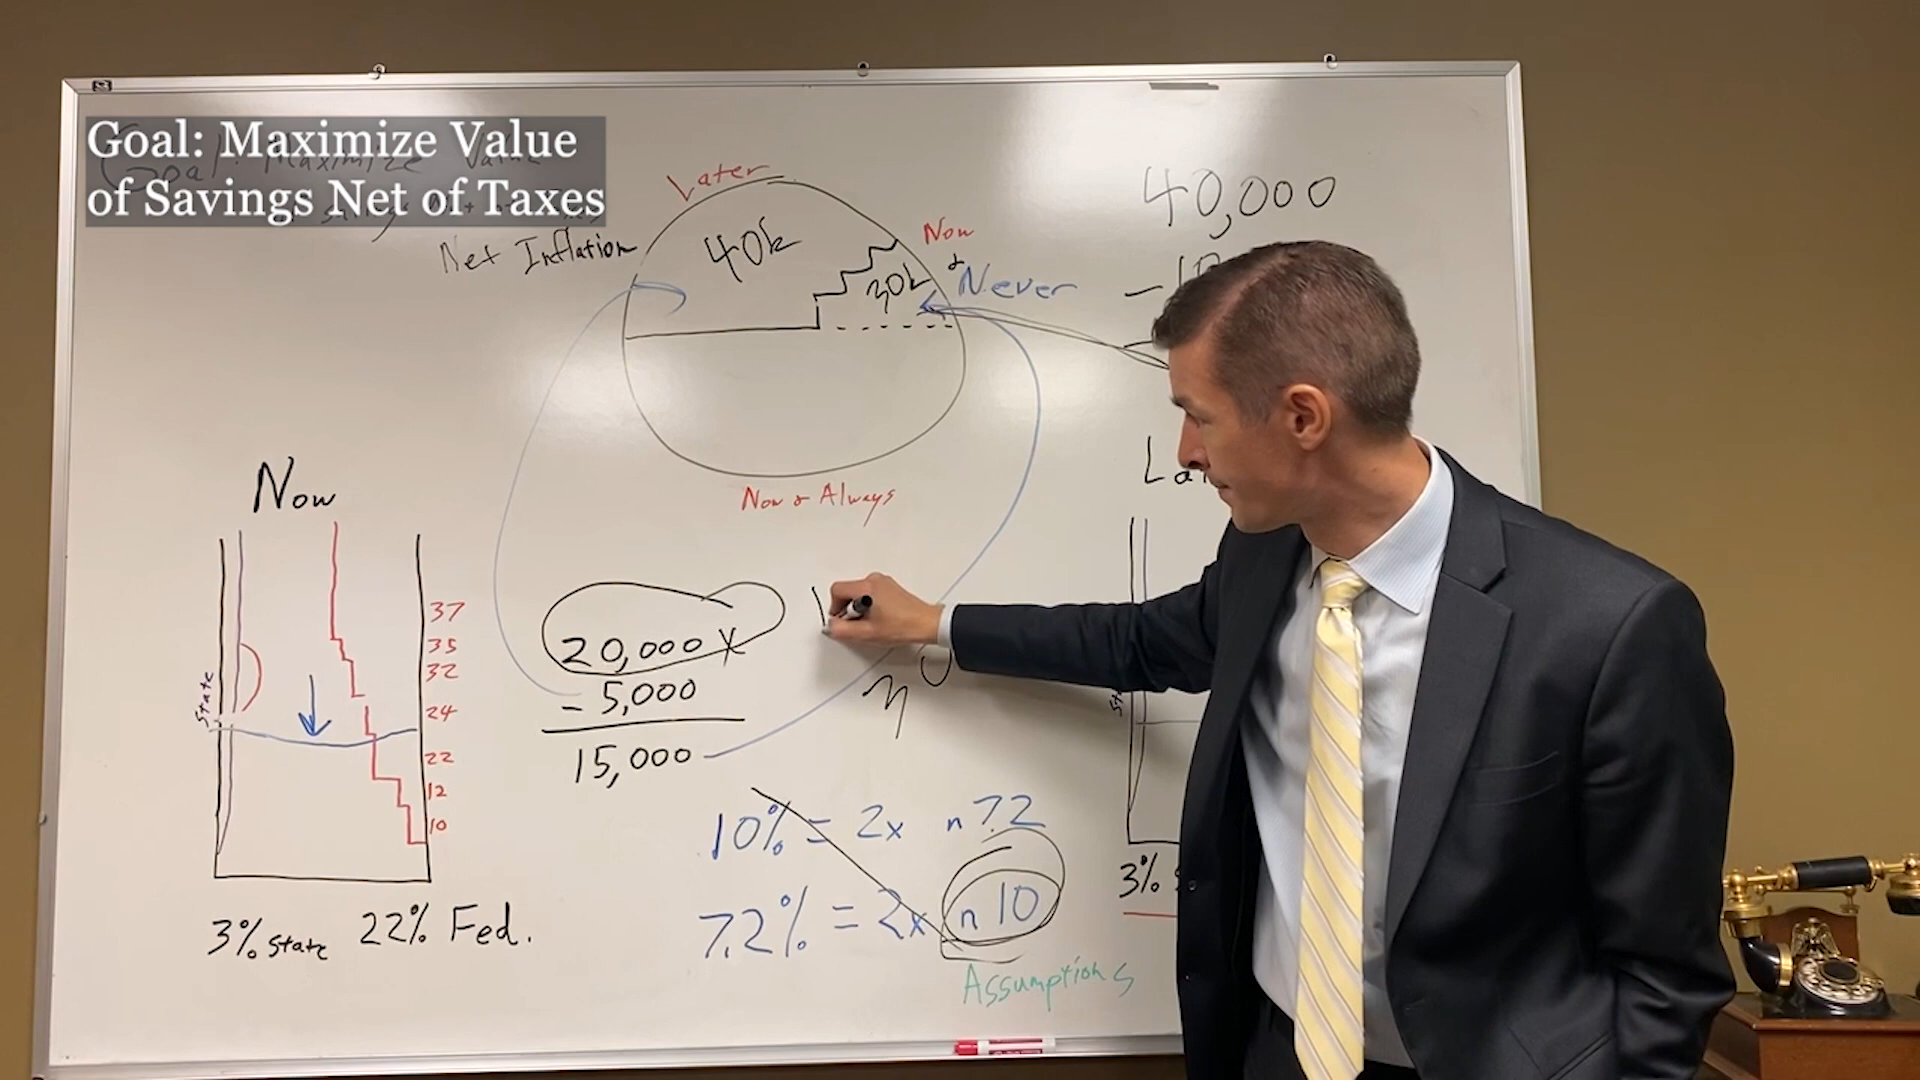 Goal: Maximize Value
of Savings Net of Taxes
Net Inflation
Later
40k
30k
Now
&
Never
Now & Always
40,000
Now
State
37
35
32
24
22
12
10
3% State 22% Fed.
20,000 x
- 5,000
15,000
10% = 2x n 7.2
7.2% = 2x n 10
Assumptions
3%